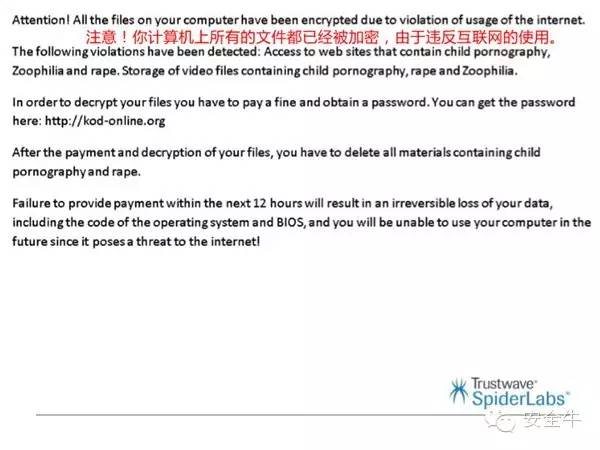 Attention! All the files on your computer have been encrypted due to violation of usage of the internet.
注意！你计算机上所有的文件都已经被加密，由于违反互联网的使用。
The following violations have been detected: Access to web sites that contain child pornography,
Zoophilia and rape. Storage of video files containing child pornography, rape and Zoophilia.
In order to decrypt your files you have to pay a fine and obtain a password. You can get the password
here: http://kod-online.org
After the payment and decryption of your files, you have to delete all materials containing child
pornography and rape.
Failure to provide payment within the next 12 hours will result in an irreversible loss of your data,
including the code of the operating system and BIOS, and you will be unable to use your computer in the
future since it poses a threat to the internet!
Trustwave®
SpiderLabs®
安全牛